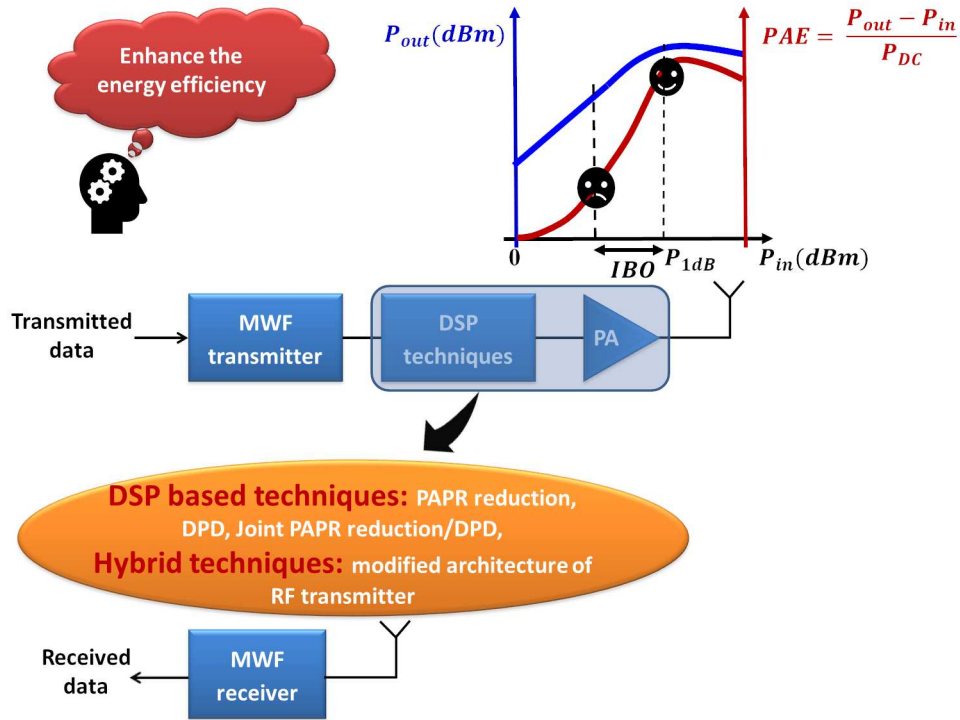 Enhance the
energy efficiency
P_out(dBm)
PAE = (P_out − P_in) / P_DC
0
IBO
P_1dB
P_in(dBm)
Transmitted
data
MWF
transmitter
DSP
techniques
PA
DSP based techniques: PAPR reduction,
DPD, Joint PAPR reduction/DPD,
Hybrid techniques: modified architecture of
RF transmitter
Received
data
MWF
receiver